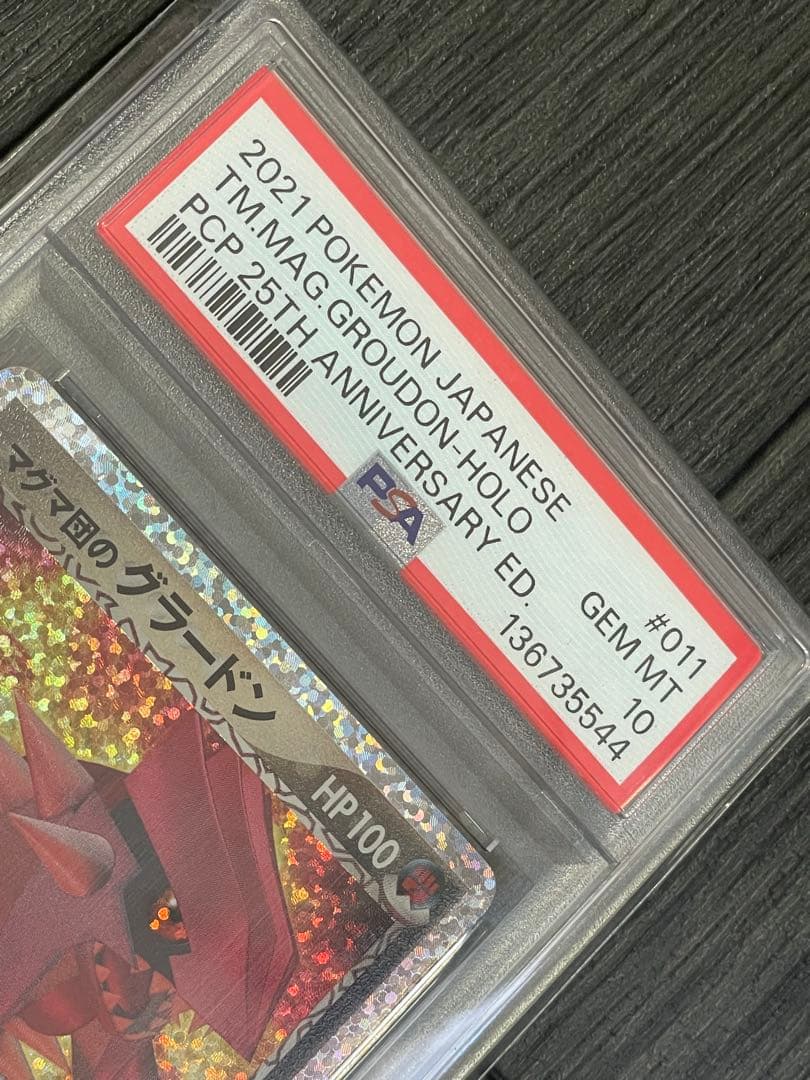 2021 POKEMON JAPANESE #011
TM.MAG.GROUDON-HOLO GEM MT
PCP 25TH ANNIVERSARY ED. 10
136735544
PSA
マグマ団の グラードン
HP100